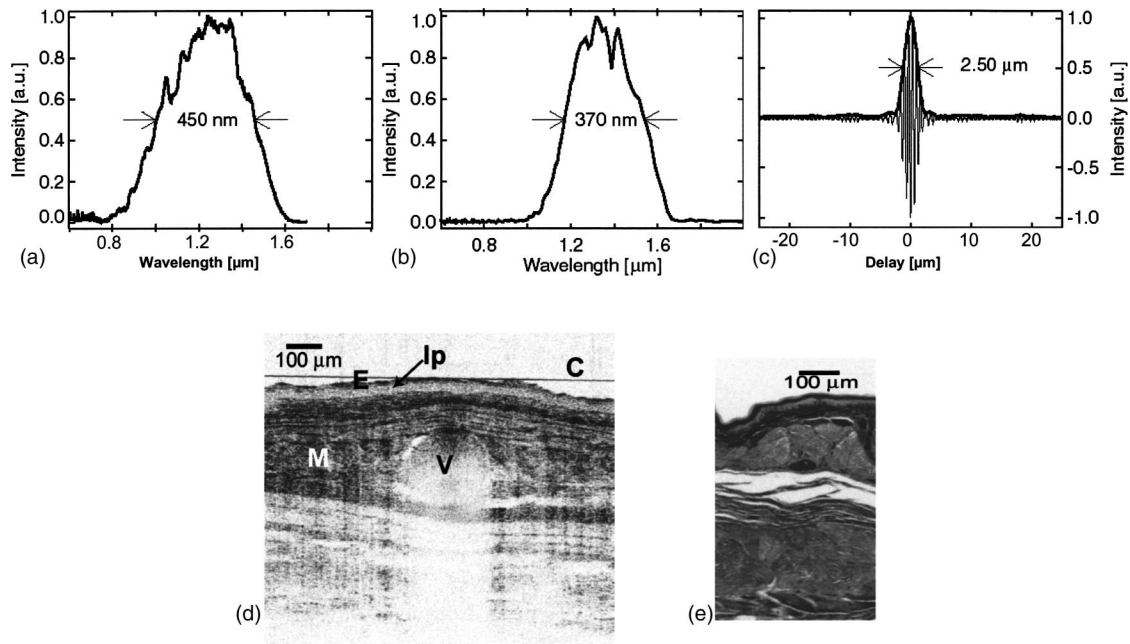 1.0
0.8
0.6
0.4
0.2
0.0
Intensity [a.u.]
450 nm
0.8 1.2 1.6
Wavelength [µm]
(a)
1.0
0.8
0.6
0.4
0.2
0.0
Intensity [a.u.]
370 nm
0.8 1.2 1.6
Wavelength [µm]
(b)
1.0
0.5
0.0
-0.5
-1.0
Intensity [a.u.]
2.50 µm
-20 -10 0 10 20
Delay [µm]
(c)
100 µm
lp
C
E
M
V
(d)
100 µm
(e)